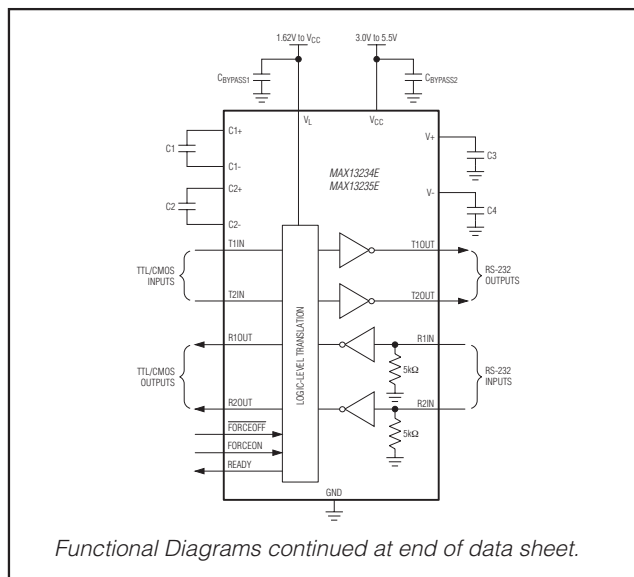 1.62V to VCC
3.0V to 5.5V
CBYPASS1
CBYPASS2
VL
VCC
C1+
C1
C1-
C2+
C2
C2-
V+
C3
V-
C4
MAX13234E
MAX13235E
TTL/CMOS
INPUTS
T1IN
T2IN
T1OUT
T2OUT
RS-232
OUTPUTS
LOGIC-LEVEL TRANSLATION
TTL/CMOS
OUTPUTS
R1OUT
R2OUT
R1IN
5kΩ
R2IN
5kΩ
RS-232
INPUTS
FORCEOFF
FORCEON
READY
GND
Functional Diagrams continued at end of data sheet.